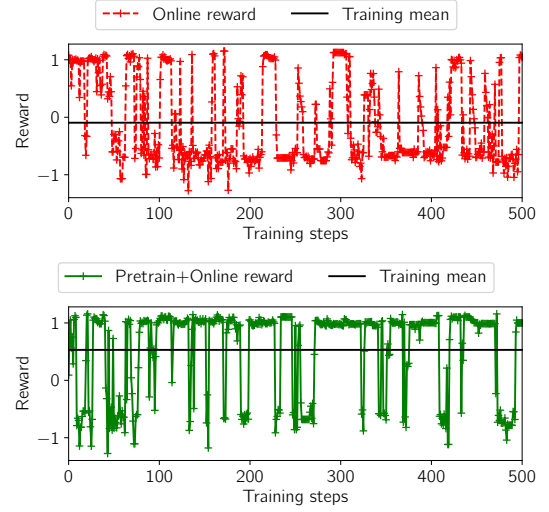 Online reward Training mean
1
0
−1
Reward
0 100 200 300 400 500
Training steps
Pretrain+Online reward Training mean
1
0
−1
Reward
0 100 200 300 400 500
Training steps